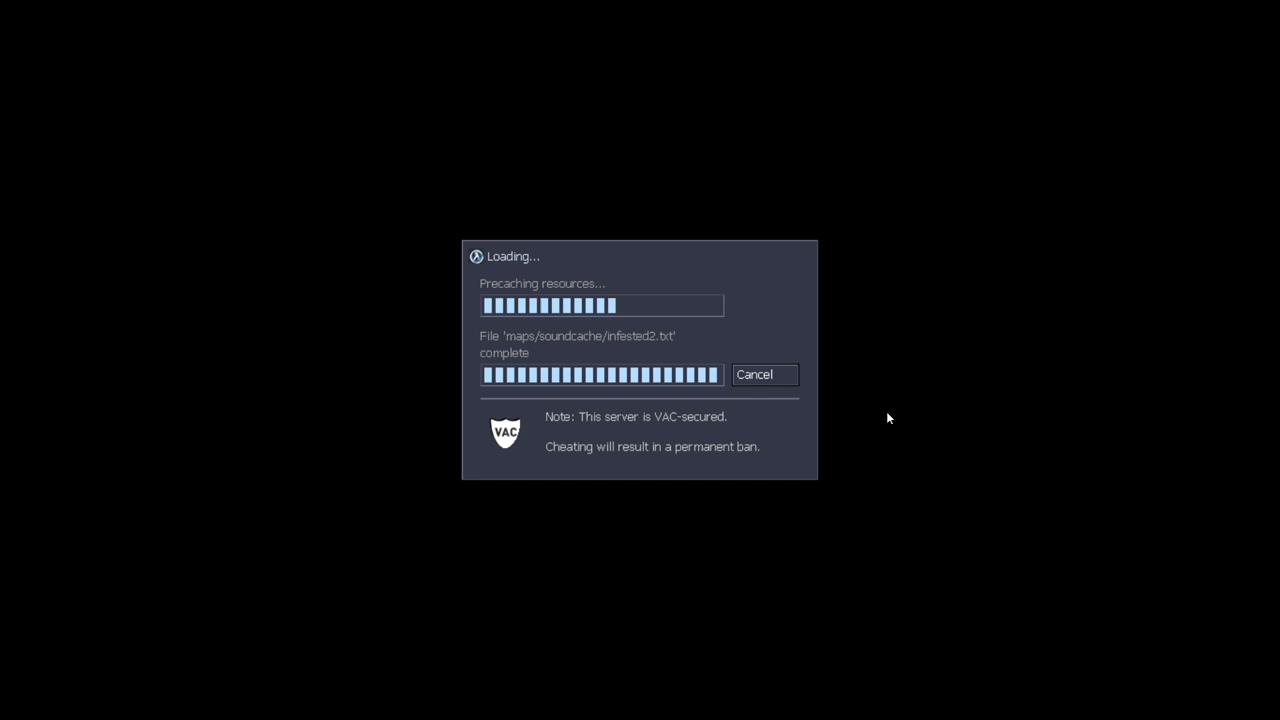 Loading...
Precaching resources...
File 'maps/soundcache/infested2.txt'
complete
Cancel
Note: This server is VAC-secured.
VAC
Cheating will result in a permanent ban.